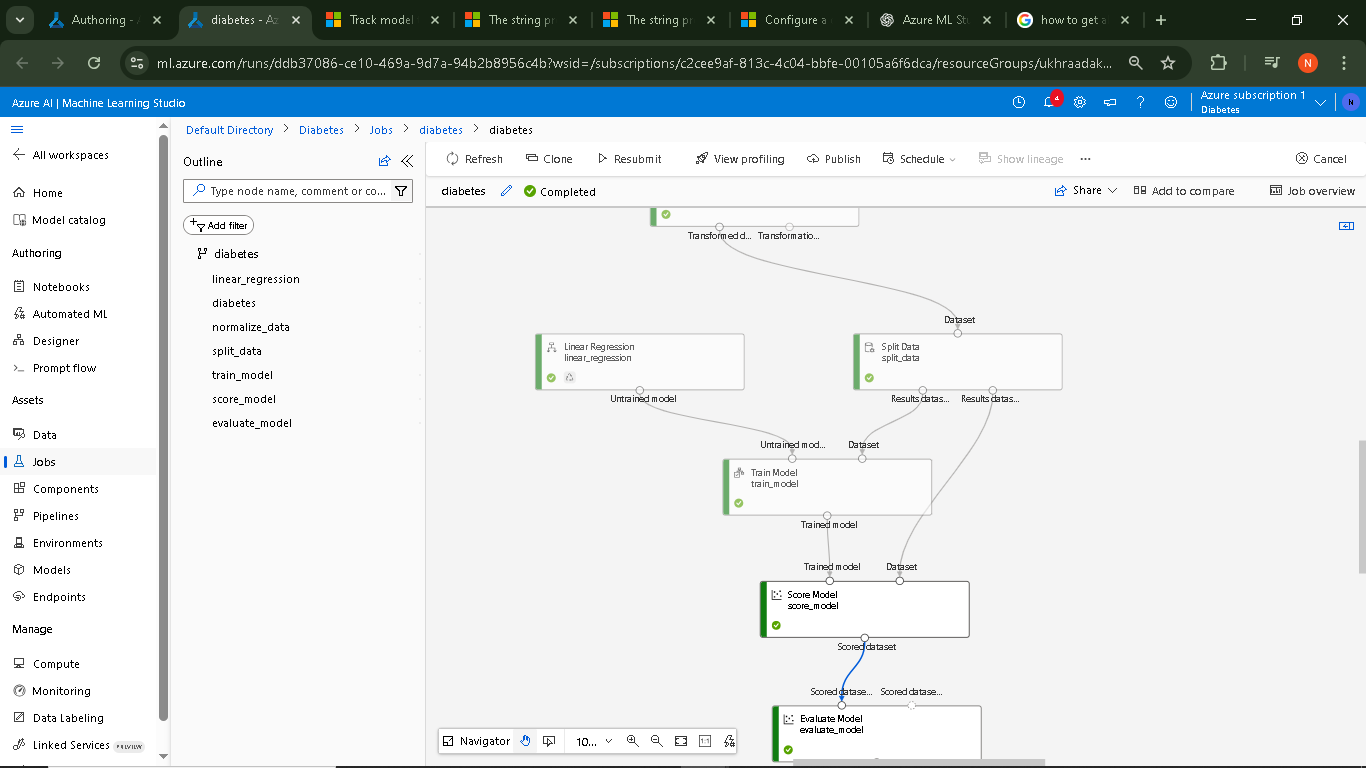 Authoring - A
diabetes - Az
Track model
The string pr
The string pr
Configure a
Azure ML Stu
how to get a
ml.azure.com/runs/ddb37086-ce10-469a-9d7a-94b2b8956c4b?wsid=/subscriptions/c2cee9af-813c-4c04-bbfe-00105a6f6dca/resourceGroups/ukhraadak...
N
Azure AI | Machine Learning Studio
4
Azure subscription 1
Diabetes
N
All workspaces
Home
Model catalog
Authoring
Notebooks
Automated ML
Designer
Prompt flow
Assets
Data
Jobs
Components
Pipelines
Environments
Models
Endpoints
Manage
Compute
Monitoring
Data Labeling
Linked Services PREVIEW
Default Directory > Diabetes > Jobs > diabetes > diabetes
Outline
Type node name, comment or co...
Add filter
diabetes
linear_regression
diabetes
normalize_data
split_data
train_model
score_model
evaluate_model
Refresh Clone Resubmit View profiling Publish Schedule Show lineage ... Cancel
diabetes Completed Share Add to compare Job overview
Transformed d... Transformatio...
Dataset
Linear Regression
linear_regression
Split Data
split_data
Untrained model
Results datas... Results datas...
Untrained mod... Dataset
Train Model
train_model
Trained model
Trained model Dataset
Score Model
score_model
Scored dataset
Scored datase... Scored datase...
Evaluate Model
evaluate_model
Navigator 10... 1:1